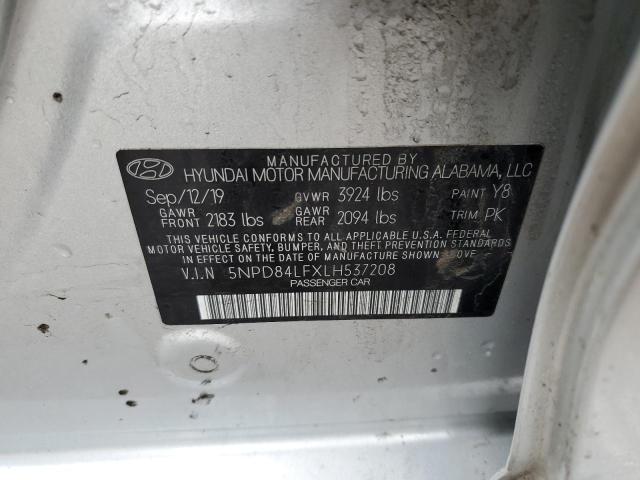 MANUFACTURED BY
HYUNDAI MOTOR MANUFACTURING ALABAMA, LLC
Sep/12/19 GVWR 3924 lbs PAINT Y8
GAWR FRONT 2183 lbs GAWR REAR 2094 lbs TRIM PK
THIS VEHICLE CONFORMS TO ALL APPLICABLE U.S.A. FEDERAL
MOTOR VEHICLE SAFETY, BUMPER, AND THEFT PREVENTION
STANDARDS IN EFFECT ON THE DATE OF MANUFACTURE SHOWN ABOVE.
V.I.N 5NPD84LFXLH537208
PASSENGER CAR